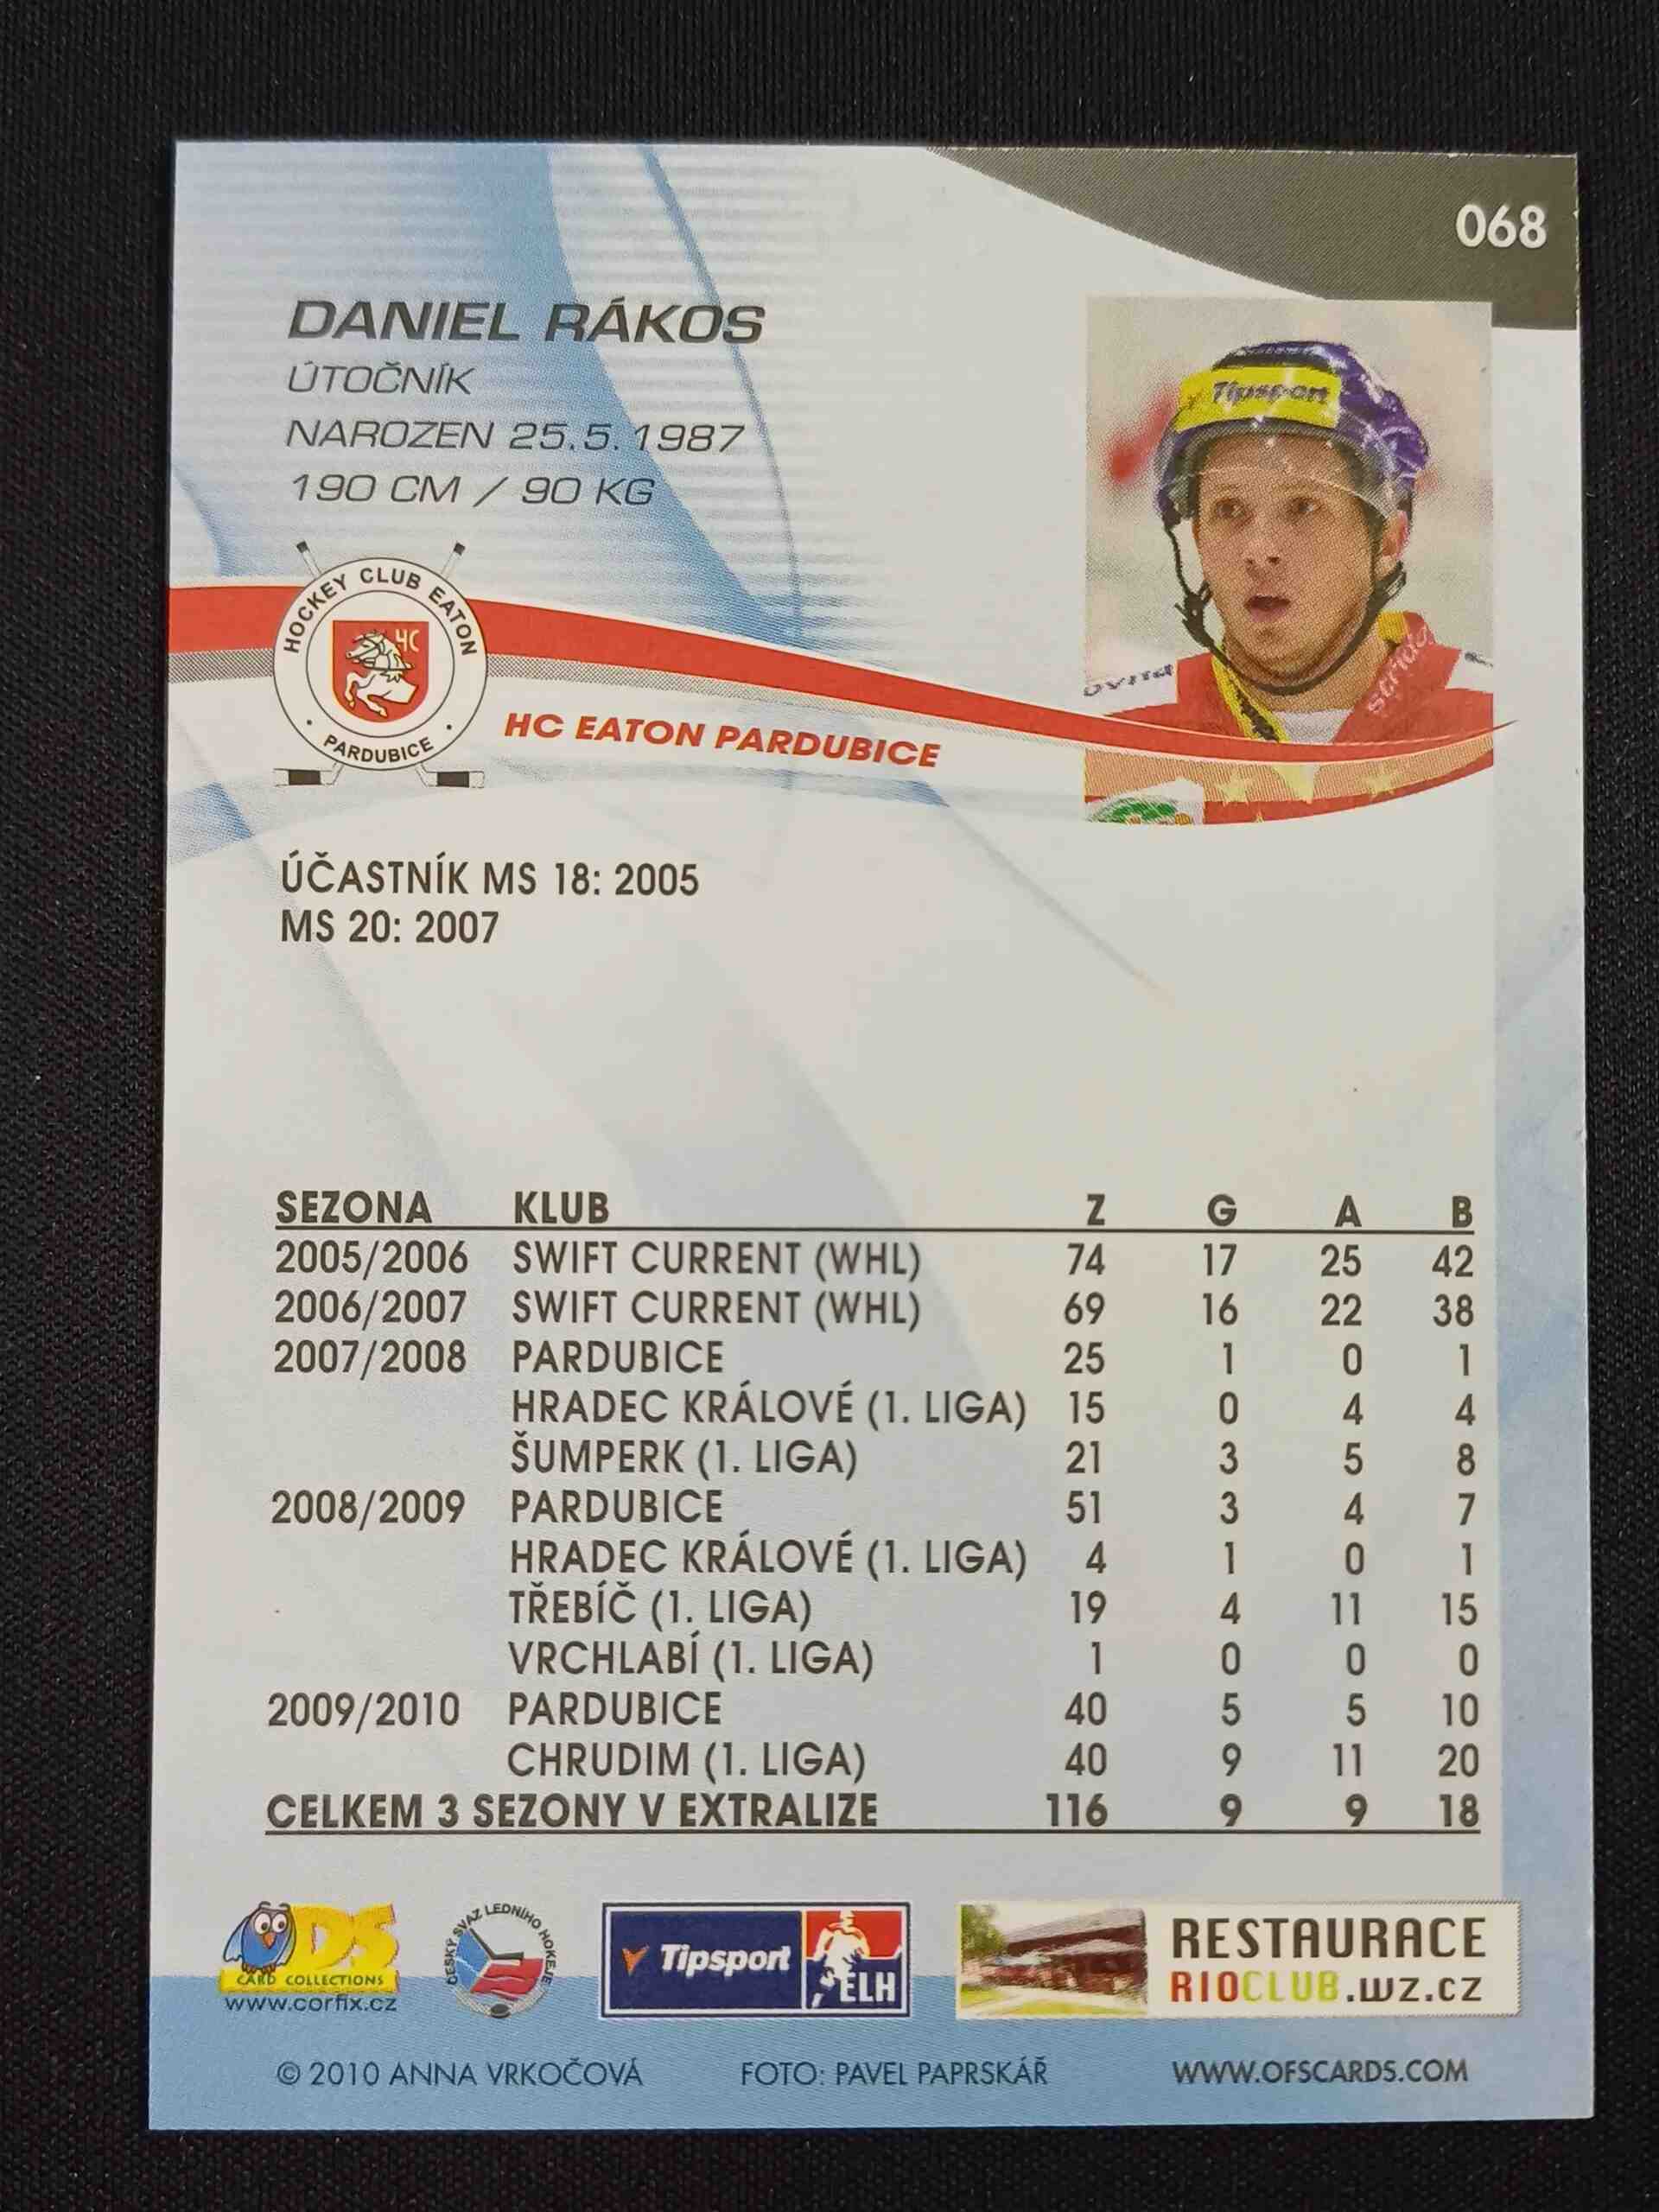 068
DANIEL RÁKOS
ÚTOČNÍK
NAROZEN 25.5.1987
190 CM / 90 KG
Tipsport
HOCKEY CLUB EATON
HC
• PARDUBICE •
HC EATON PARDUBICE
ÚČASTNÍK MS 18: 2005
MS 20: 2007
SEZONA KLUB Z G A B
2005/2006 SWIFT CURRENT (WHL) 74 17 25 42
2006/2007 SWIFT CURRENT (WHL) 69 16 22 38
2007/2008 PARDUBICE 25 1 0 1
HRADEC KRÁLOVÉ (1. LIGA) 15 0 4 4
ŠUMPERK (1. LIGA) 21 3 5 8
2008/2009 PARDUBICE 51 3 4 7
HRADEC KRÁLOVÉ (1. LIGA) 4 1 0 1
TŘEBÍČ (1. LIGA) 19 4 11 15
VRCHLABÍ (1. LIGA) 1 0 0 0
2009/2010 PARDUBICE 40 5 5 10
CHRUDIM (1. LIGA) 40 9 11 20
CELKEM 3 SEZONY V EXTRALIZE 116 9 9 18
DS
CARD COLLECTIONS
www.corfix.cz
ČESKÝ SVAZ LEDNÍHO HOKEJE
Tipsport
ELH
RESTAURACE
RIOCLUB.WZ.CZ
© 2010 ANNA VRKOČOVÁ FOTO: PAVEL PAPRSKÁŘ WWW.OFSCARDS.COM